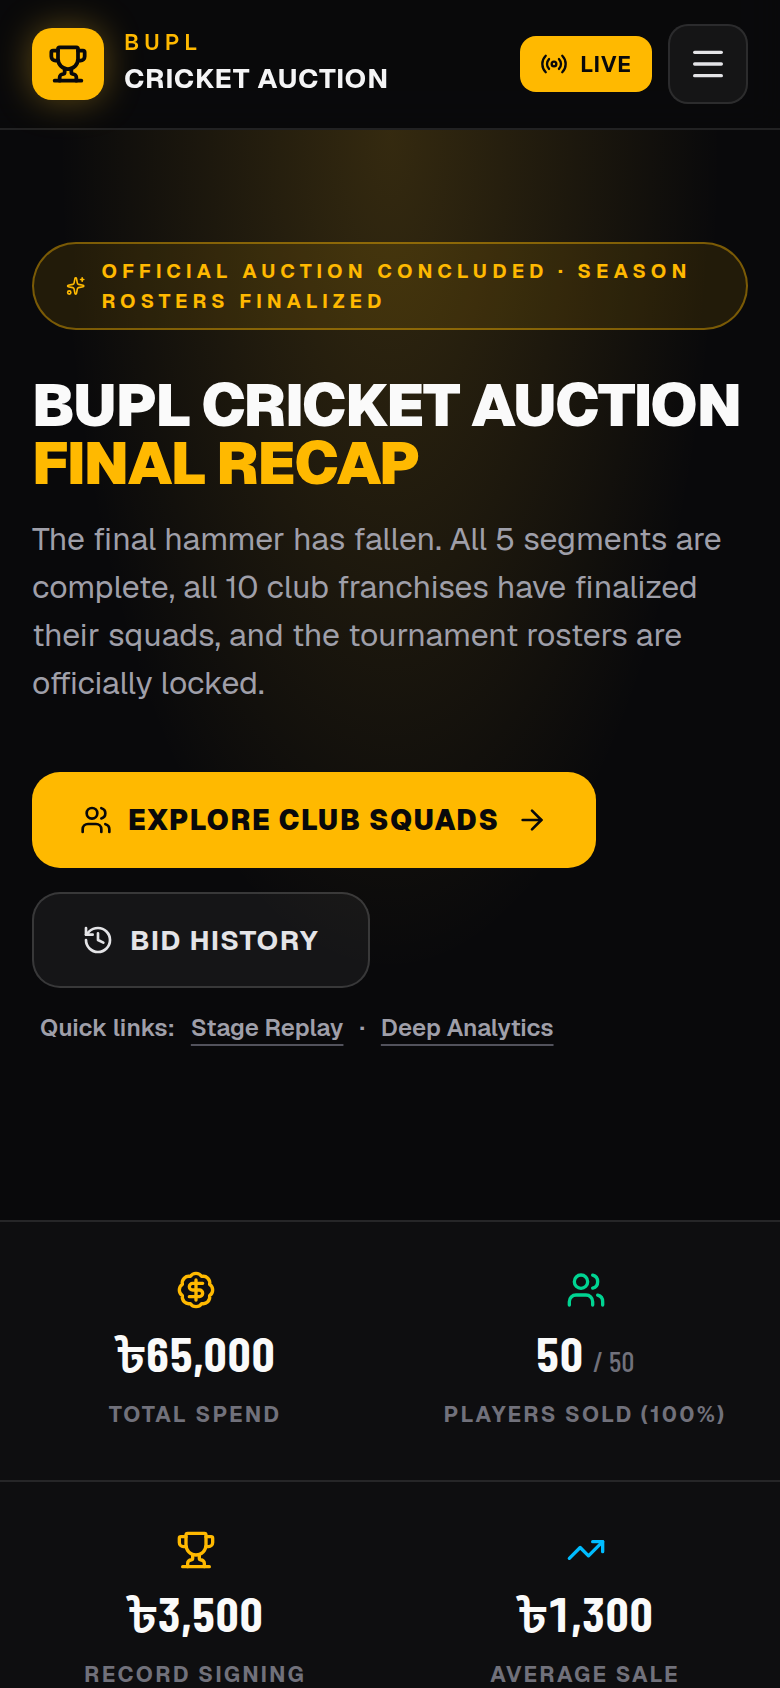 BUPL
CRICKET AUCTION
LIVE
OFFICIAL AUCTION CONCLUDED · SEASON
ROSTERS FINALIZED
BUPL CRICKET AUCTION
FINAL RECAP
The final hammer has fallen. All 5 segments are
complete, all 10 club franchises have finalized
their squads, and the tournament rosters are
officially locked.
EXPLORE CLUB SQUADS
BID HISTORY
Quick links: Stage Replay · Deep Analytics
৳65,000
TOTAL SPEND
50 / 50
PLAYERS SOLD (100%)
৳3,500
RECORD SIGNING
৳1,300
AVERAGE SALE